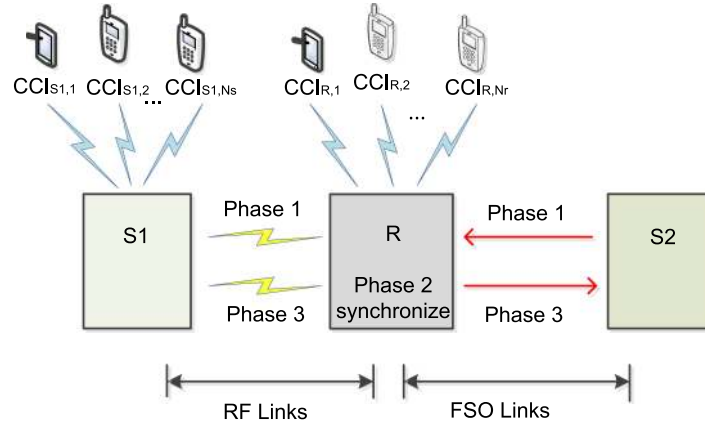 CCIS1,1 CCIS1,2 ... CCIS1,Ns CCIR,1 CCIR,2 ... CCIR,Nr
S1 Phase 1 R Phase 1 S2
Phase 3 Phase 2 synchronize Phase 3
RF Links FSO Links